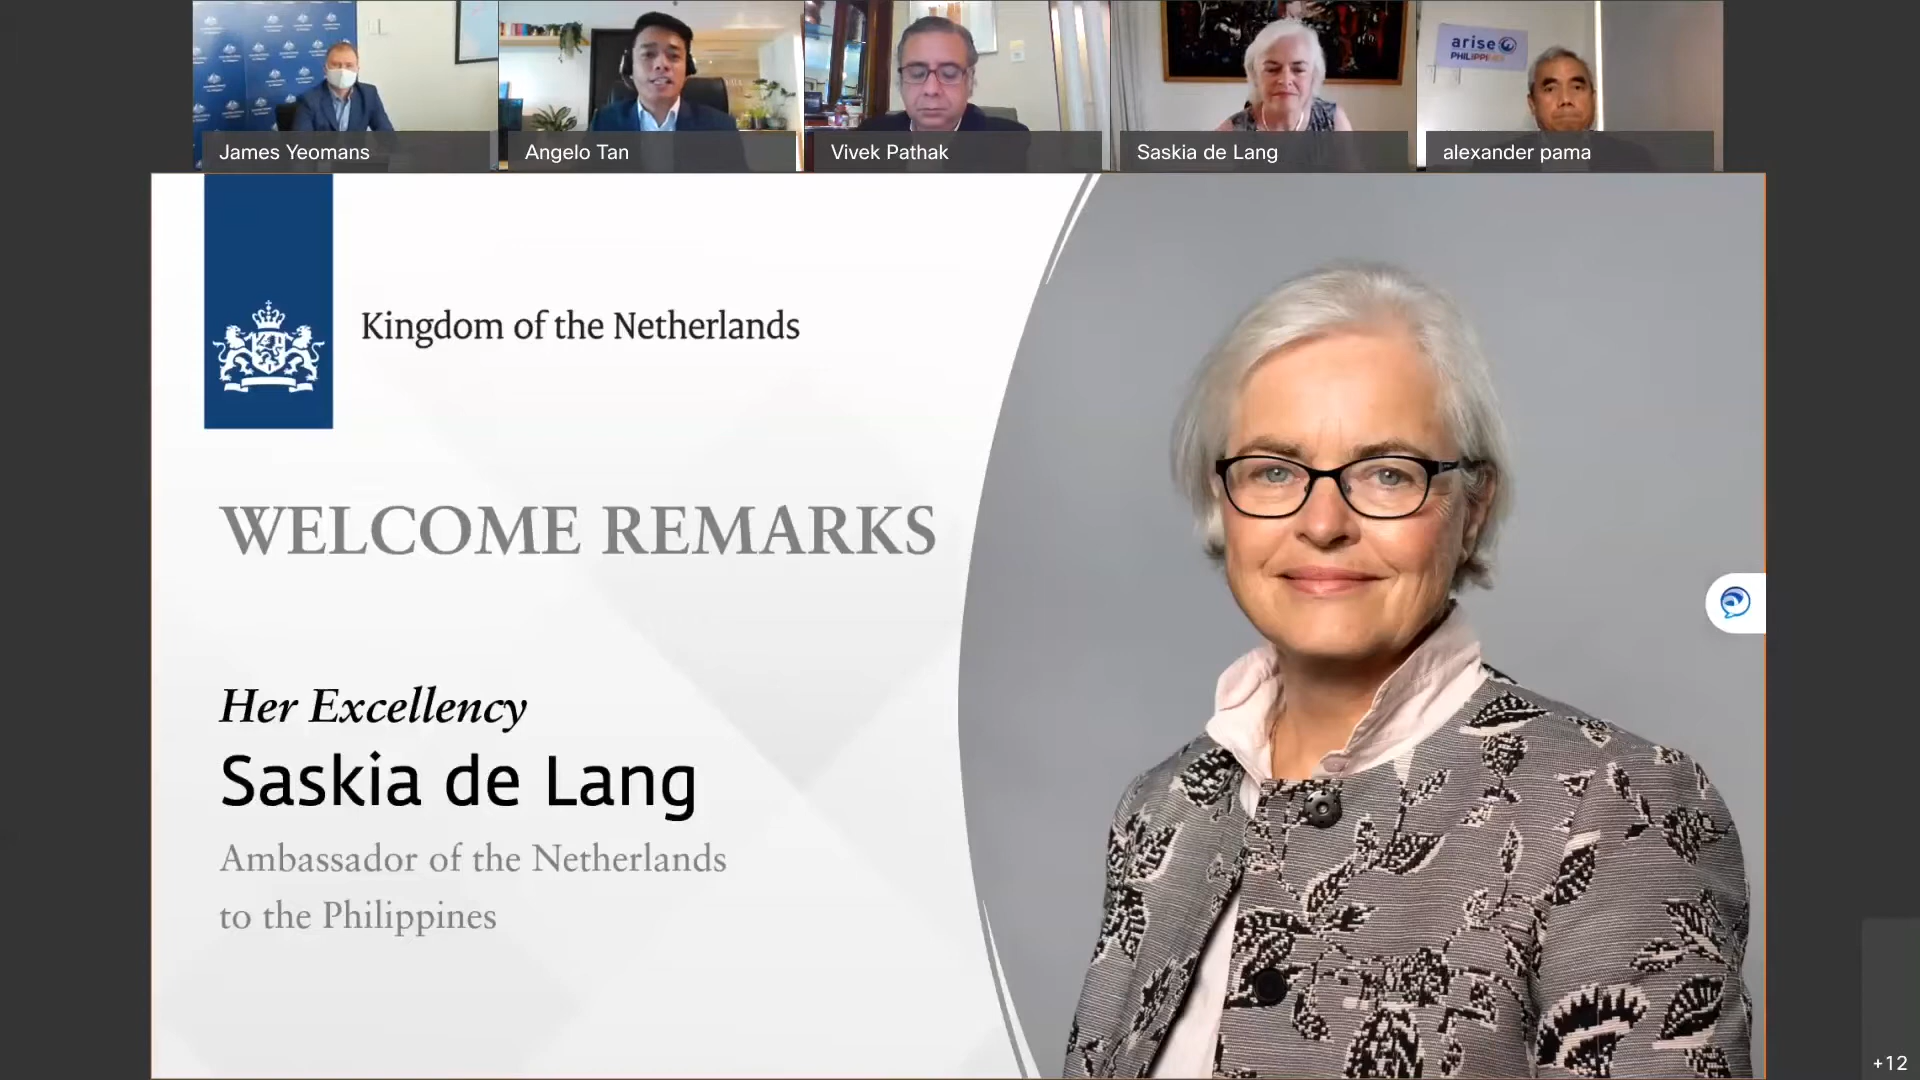 James Yeomans
Angelo Tan
Vivek Pathak
Saskia de Lang
alexander pama
arise
PHILIPPINES
Kingdom of the Netherlands
WELCOME REMARKS
Her Excellency
Saskia de Lang
Ambassador of the Netherlands
to the Philippines
+12